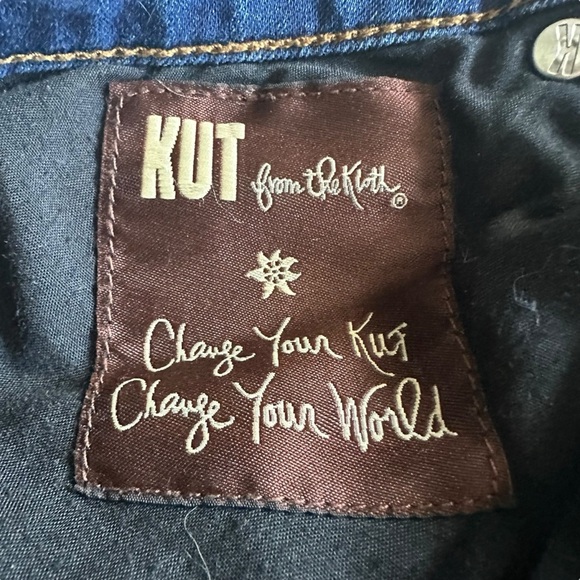 KUT from the Kloth®
Change Your Kut
Change Your World